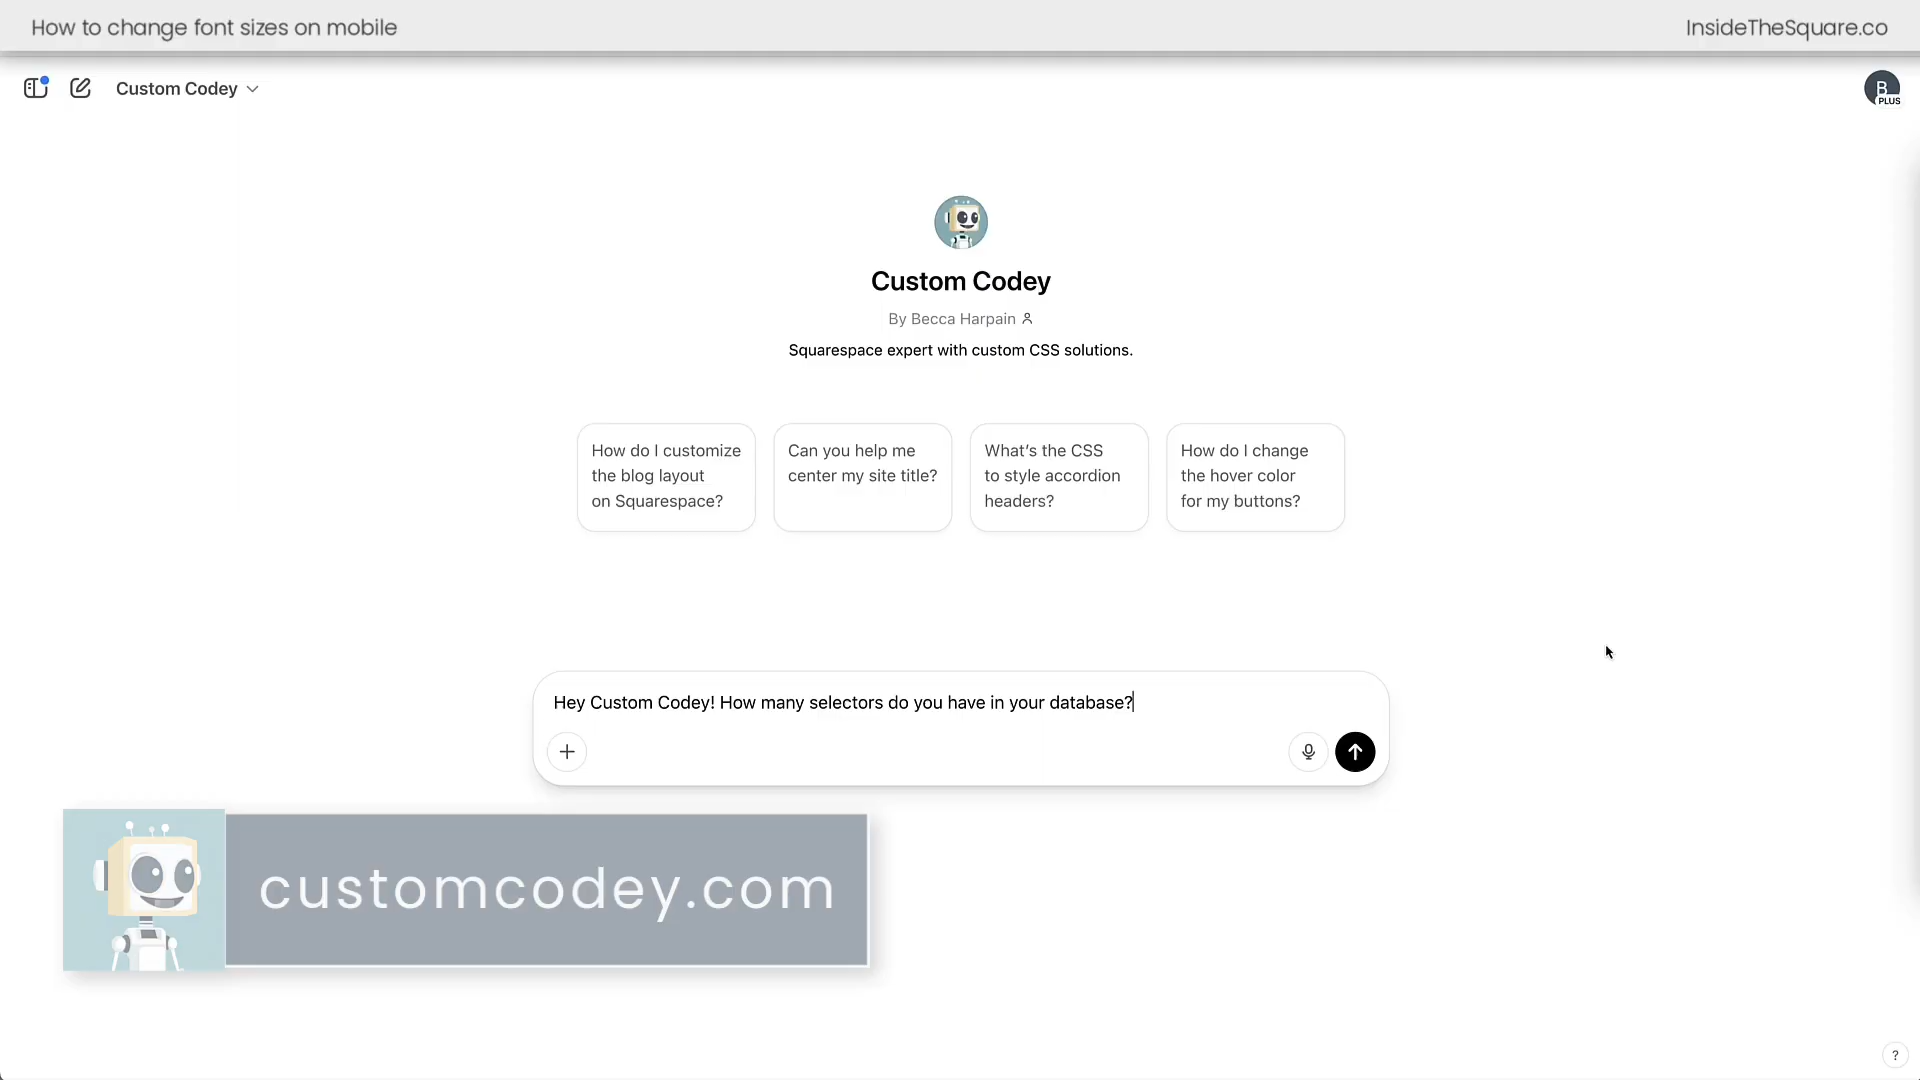 How to change font sizes on mobile
InsideTheSquare.co
Custom Codey
B
PLUS
Custom Codey
By Becca Harpain
Squarespace expert with custom CSS solutions.
How do I customize
the blog layout
on Squarespace?
Can you help me
center my site title?
What's the CSS
to style accordion
headers?
How do I change
the hover color
for my buttons?
Hey Custom Codey! How many selectors do you have in your database?
customcodey.com
?